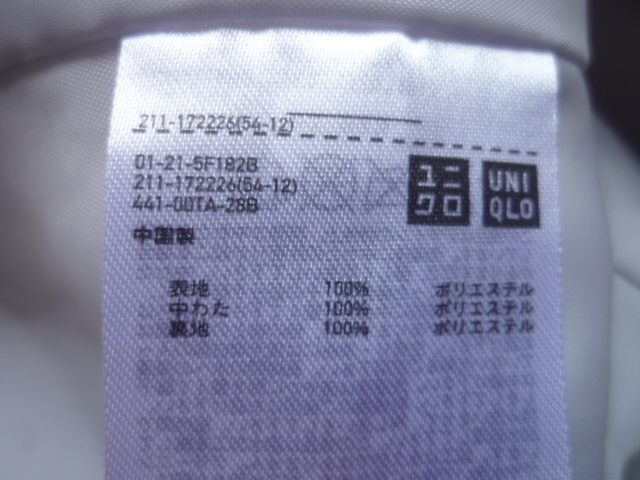 211-172226(54-12)
01-21-5F182B
211-172226(54-12)
441-00TA-28B
中国製
ユニクロ
UNIQLO
表地 100% ポリエステル
中わた 100% ポリエステル
裏地 100% ポリエステル